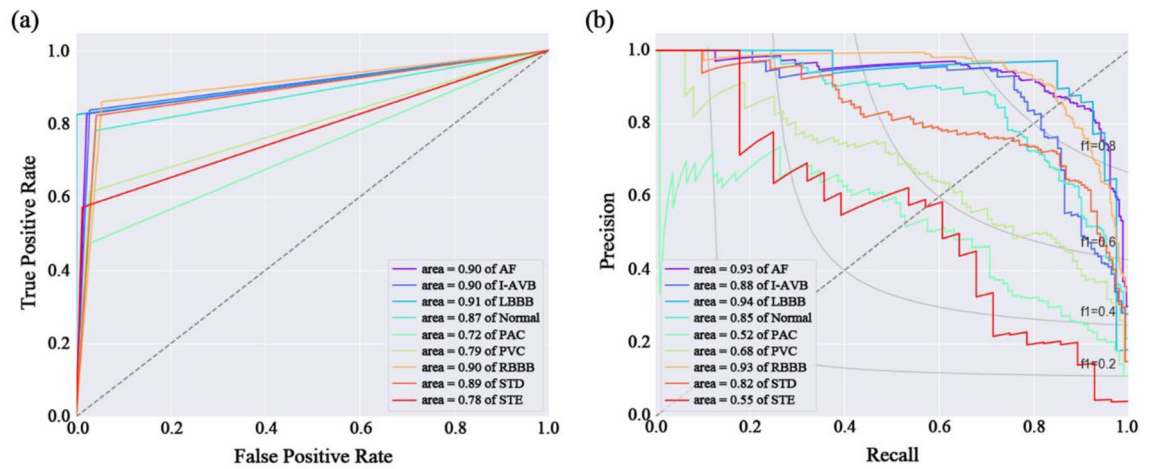 (a)
True Positive Rate
1.0
0.8
0.6
0.4
0.2
0.0
0.0 0.2 0.4 0.6 0.8 1.0
False Positive Rate
area = 0.90 of AF
area = 0.90 of I-AVB
area = 0.91 of LBBB
area = 0.87 of Normal
area = 0.72 of PAC
area = 0.79 of PVC
area = 0.90 of RBBB
area = 0.89 of STD
area = 0.78 of STE
(b)
Precision
1.0
0.8
0.6
0.4
0.2
0.0
0.0 0.2 0.4 0.6 0.8 1.0
Recall
f1=0.8
f1=0.6
f1=0.4
f1=0.2
area = 0.93 of AF
area = 0.88 of I-AVB
area = 0.94 of LBBB
area = 0.85 of Normal
area = 0.52 of PAC
area = 0.68 of PVC
area = 0.93 of RBBB
area = 0.82 of STD
area = 0.55 of STE